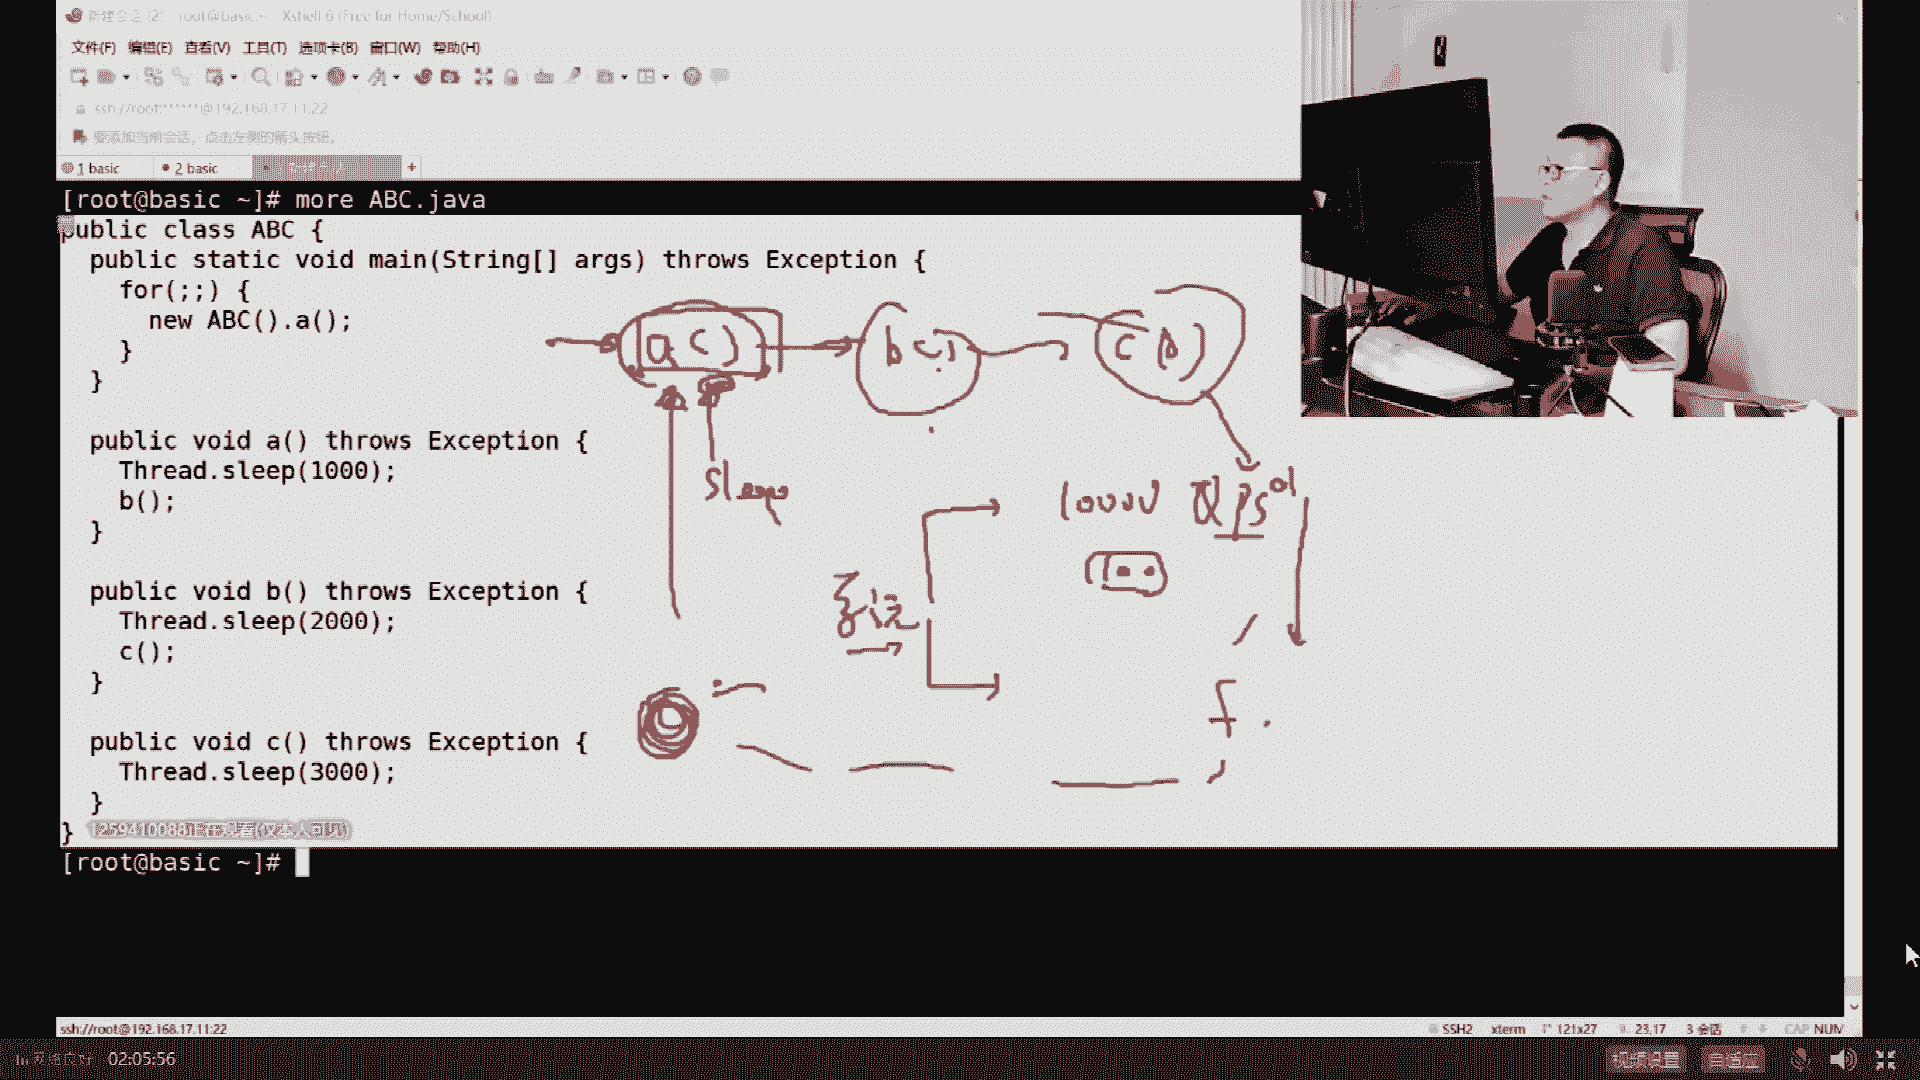 新建会话 (2) - root@basic:~ - Xshell 6 (Free for Home/School)
文件(F) 编辑(E) 查看(V) 工具(T) 选项卡(B) 窗口(W) 帮助(H)
ssh://root:******@192.168.17.11:22
要添加当前会话，点击左侧的箭头按钮。
1 basic
2 basic
+
[root@basic ~]# more ABC.java
public class ABC {
public static void main(String[] args) throws Exception {
for(;;) {
new ABC().a();
}
}
a()
b()
public void a() throws Exception {
Thread.sleep(1000);
b();
}
sleep
QPS
public void b() throws Exception {
Thread.sleep(2000);
c();
}
public void c() throws Exception {
Thread.sleep(3000);
}
}
1259410088正在观看(仅本人可见)
[root@basic ~]#
ssh://root@192.168.17.11:22
SSH2 xterm 121x27 23,17 3 会话 CAP NUM
网络良好 02:05:56
视频设置 自适应